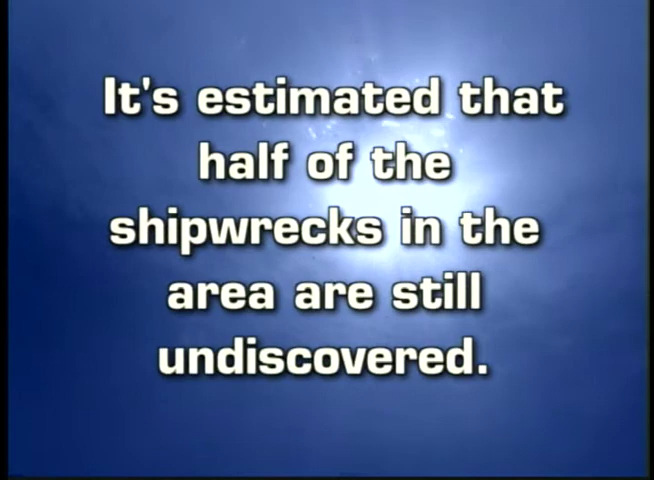 It's estimated that
half of the
shipwrecks in the
area are still
undiscovered.